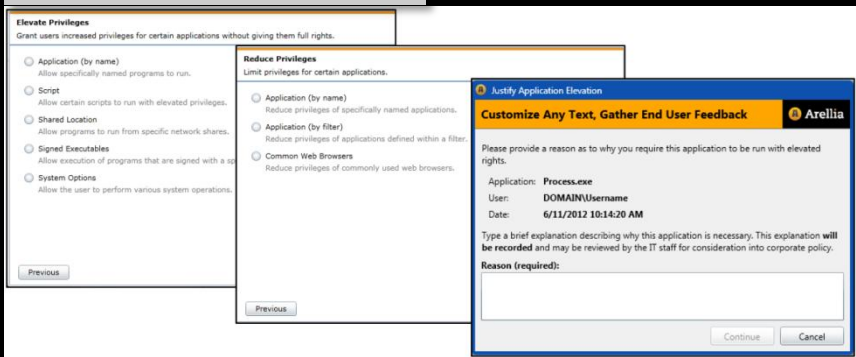 Elevate Privileges
Grant users increased privileges for certain applications without giving them full rights.
Application (by name)
Allow specifically named programs to run.
Script
Allow certain scripts to run with elevated privileges.
Shared Location
Allow programs to run from specific network shares.
Signed Executables
Allow execution of programs that are signed with a sp
System Options
Allow the user to perform various system operations.
Previous
Reduce Privileges
Limit privileges for certain applications.
Application (by name)
Reduce privileges of specifically named applications.
Application (by filter)
Reduce privileges of applications defined within a filter.
Common Web Browsers
Reduce privileges of commonly used web browsers.
Previous
Justify Application Elevation
Customize Any Text, Gather End User Feedback
Arellia
Please provide a reason as to why you require this application to be run with elevated
rights.
Application: Process.exe
User: DOMAIN\Username
Date: 6/11/2012 10:14:20 AM
Type a brief explanation describing why this application is necessary. This explanation will
be recorded and may be reviewed by the IT staff for consideration into corporate policy.
Reason (required):
Continue Cancel